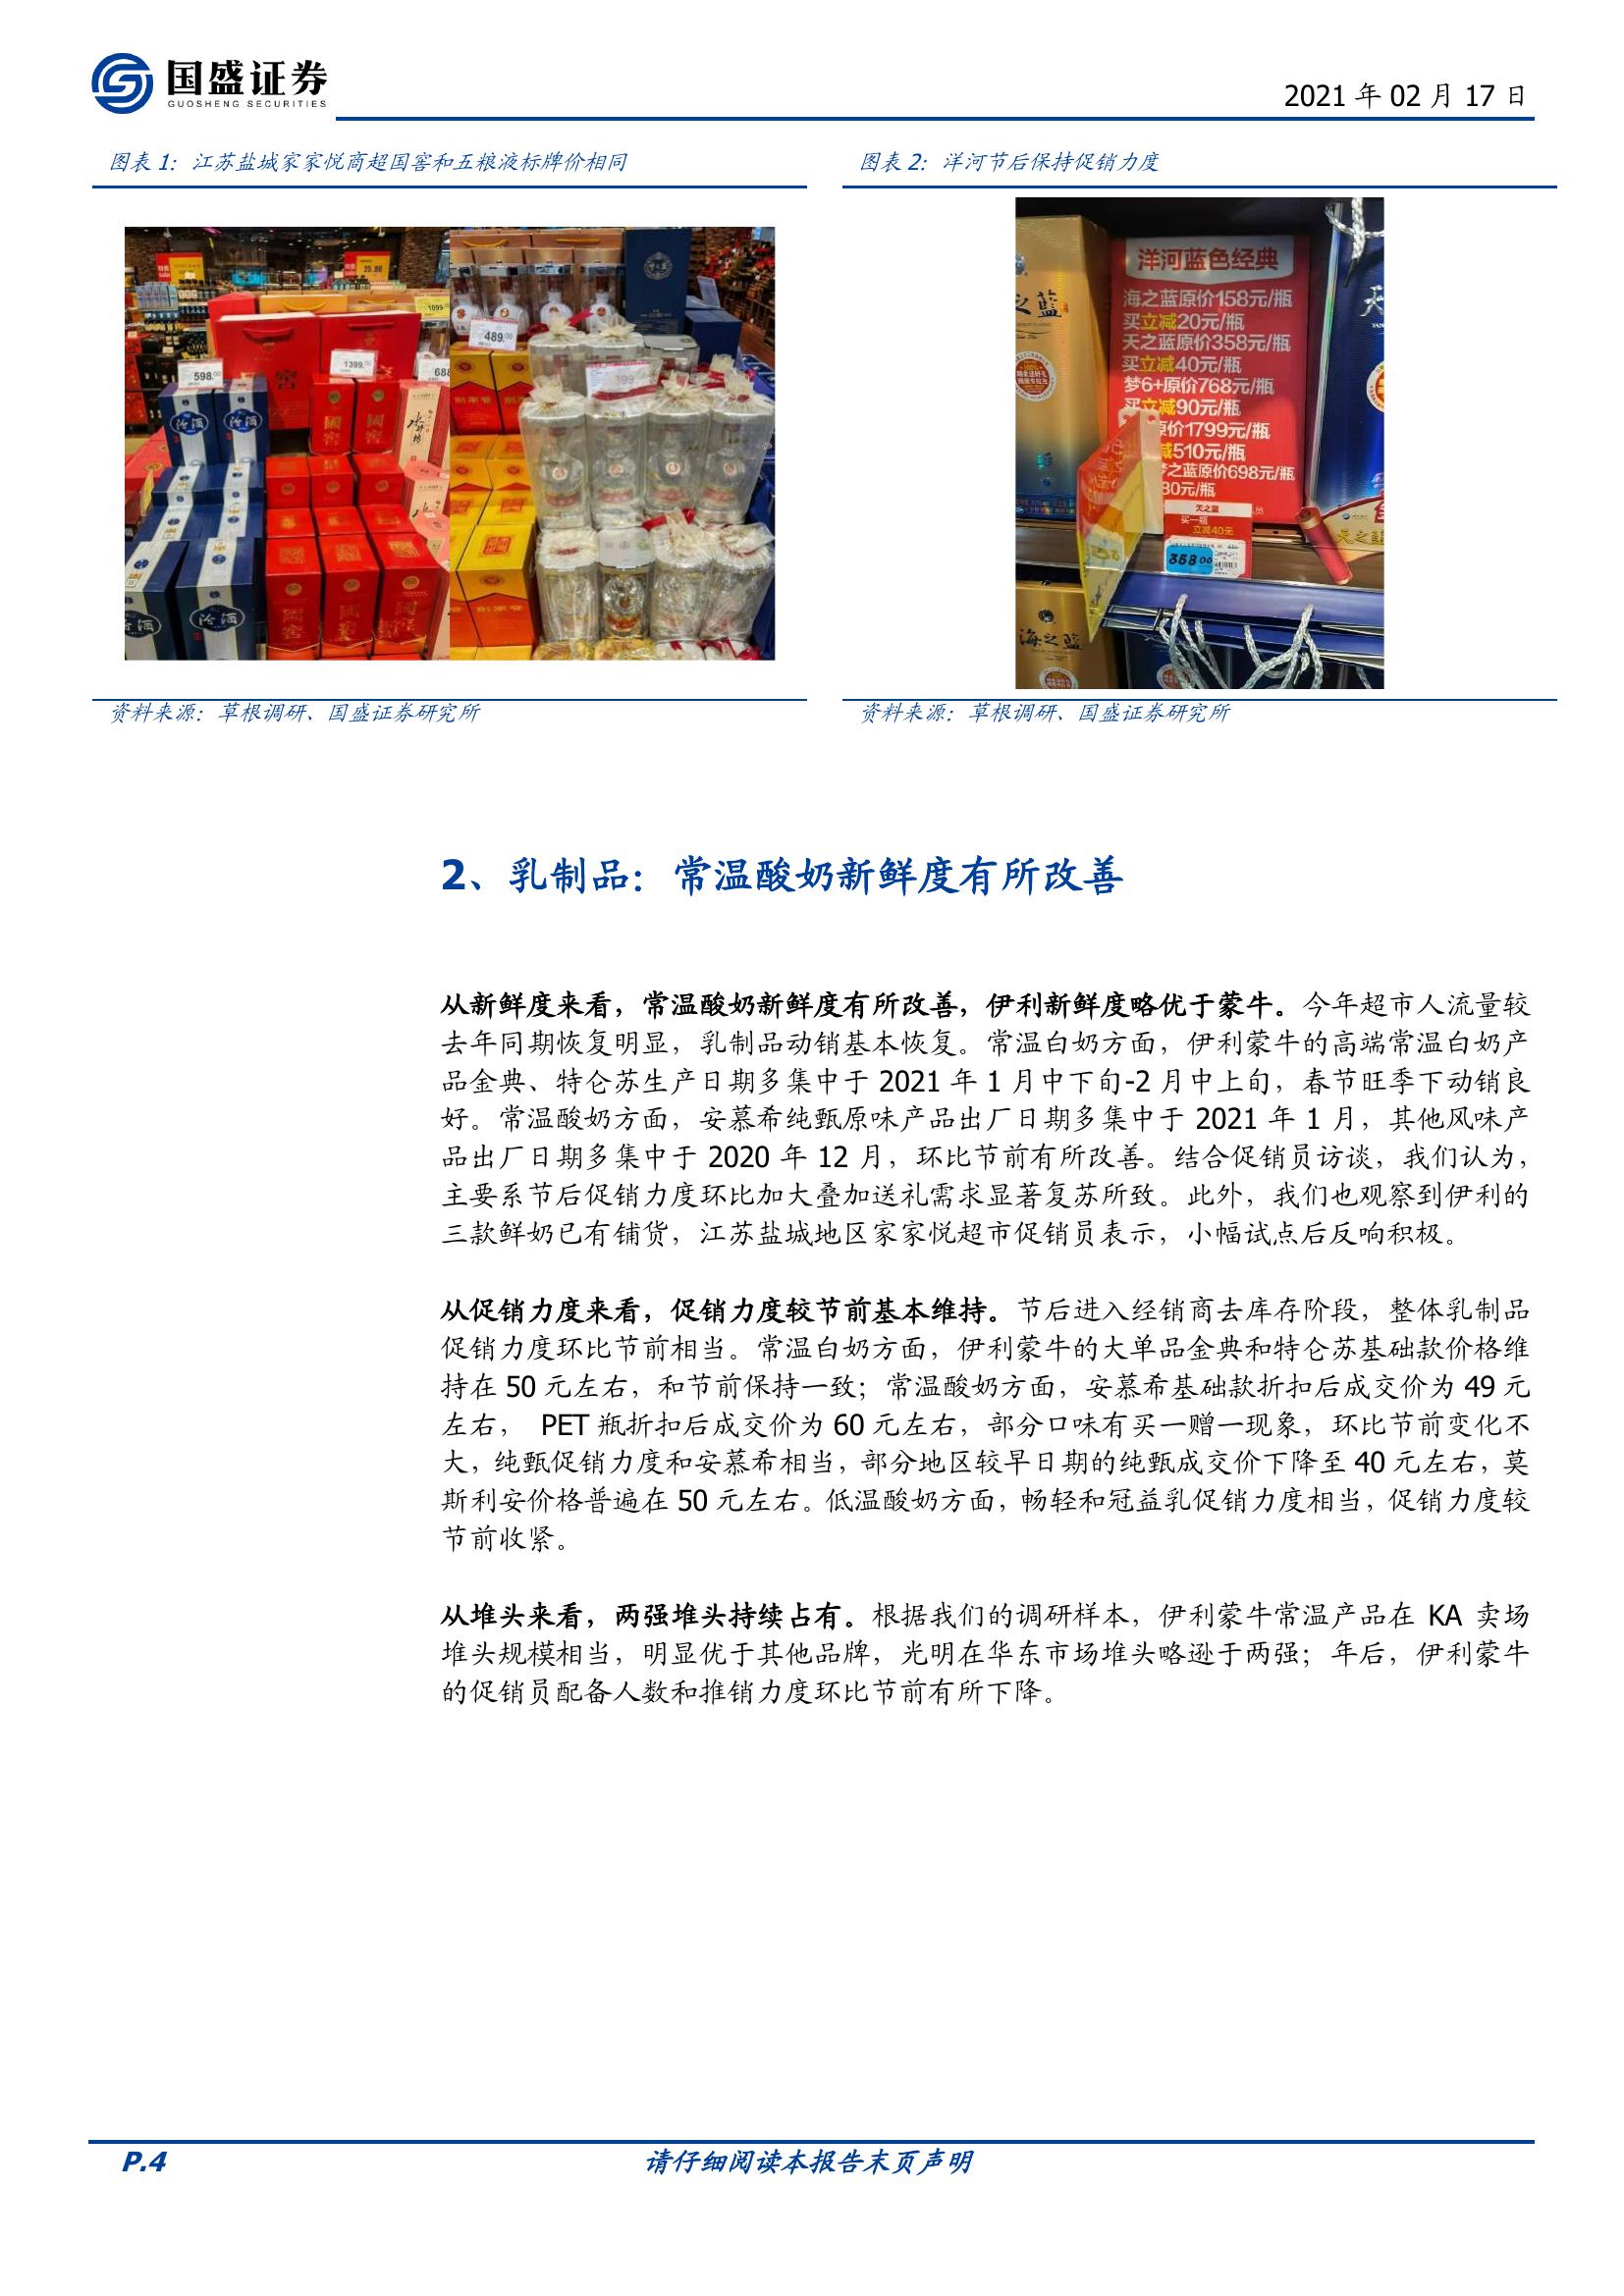 国盛证券
GUOSHENG SECURITIES
2021 年 02 月 17 日
图表 1：江苏盐城家家悦商超国窖和五粮液标牌价相同
图表 2：洋河节后保持促销力度
1099
598.00
1399.00
688
489.00
汾酒
汾酒
國窖
國窖
汾酒
洋河蓝色经典
海之蓝原价158元/瓶
买立减20元/瓶
天之蓝原价358元/瓶
买立减40元/瓶
梦6+原价768元/瓶
买立减90元/瓶
原价1799元/瓶
减510元/瓶
之蓝原价698元/瓶
80元/瓶
天之蓝
买一瓶
立减40元
358.00
之蓝
天之蓝
海之蓝
资料来源：草根调研、国盛证券研究所
资料来源：草根调研、国盛证券研究所
2、乳制品：常温酸奶新鲜度有所改善
从新鲜度来看，常温酸奶新鲜度有所改善，伊利新鲜度略优于蒙牛。今年超市人流量较
去年同期恢复明显，乳制品动销基本恢复。常温白奶方面，伊利蒙牛的高端常温白奶产
品金典、特仑苏生产日期多集中于 2021 年 1 月中下旬-2 月中上旬，春节旺季下动销良
好。常温酸奶方面，安慕希纯甄原味产品出厂日期多集中于 2021 年 1 月，其他风味产
品出厂日期多集中于 2020 年 12 月，环比节前有所改善。结合促销员访谈，我们认为，
主要系节后促销力度环比加大叠加送礼需求显著复苏所致。此外，我们也观察到伊利的
三款鲜奶已有铺货，江苏盐城地区家家悦超市促销员表示，小幅试点后反响积极。
从促销力度来看，促销力度较节前基本维持。节后进入经销商去库存阶段，整体乳制品
促销力度环比节前相当。常温白奶方面，伊利蒙牛的大单品金典和特仑苏基础款价格维
持在 50 元左右，和节前保持一致；常温酸奶方面，安慕希基础款折扣后成交价为 49 元
左右， PET 瓶折扣后成交价为 60 元左右，部分口味有买一赠一现象，环比节前变化不
大，纯甄促销力度和安慕希相当，部分地区较早日期的纯甄成交价下降至 40 元左右，莫
斯利安价格普遍在 50 元左右。低温酸奶方面，畅轻和冠益乳促销力度相当，促销力度较
节前收紧。
从堆头来看，两强堆头持续占有。根据我们的调研样本，伊利蒙牛常温产品在 KA 卖场
堆头规模相当，明显优于其他品牌，光明在华东市场堆头略逊于两强；年后，伊利蒙牛
的促销员配备人数和推销力度环比节前有所下降。
P.4
请仔细阅读本报告末页声明